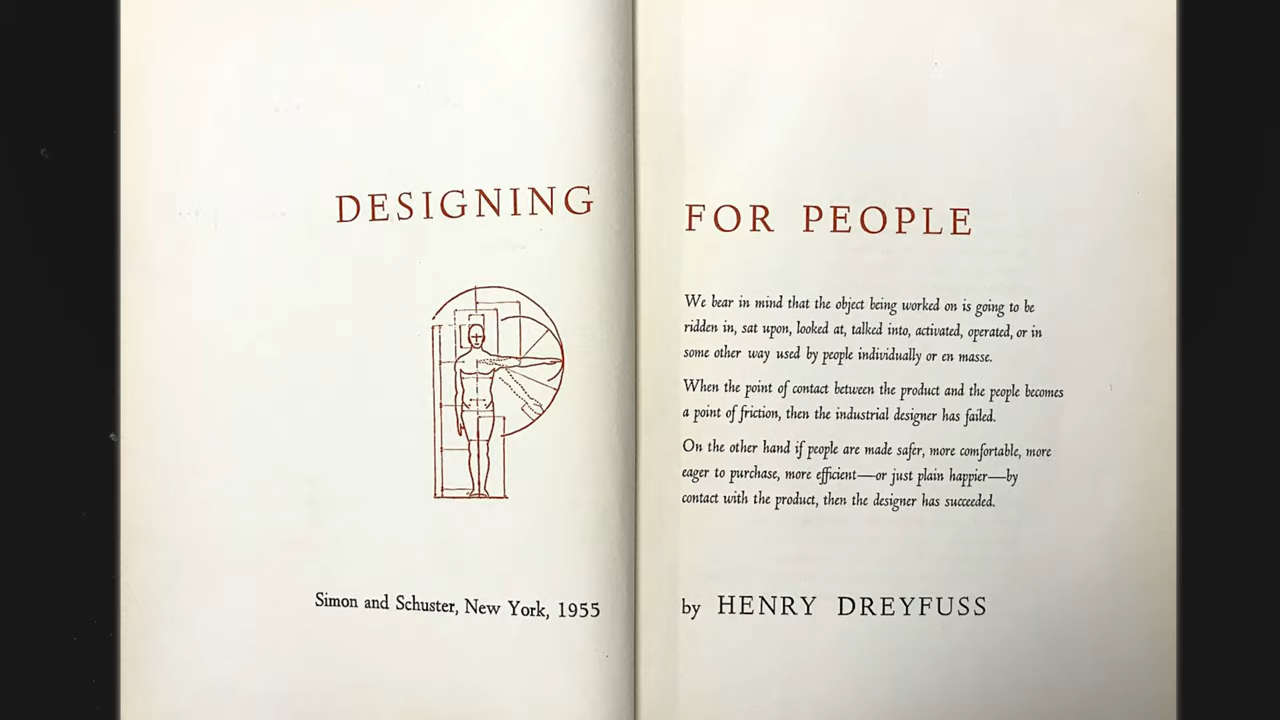 DESIGNING
FOR PEOPLE
We bear in mind that the object being worked on is going to be
ridden in, sat upon, looked at, talked into, activated, operated, or in
some other way used by people individually or en masse.
When the point of contact between the product and the people becomes
a point of friction, then the industrial designer has failed.
On the other hand if people are made safer, more comfortable, more
eager to purchase, more efficient—or just plain happier—by
contact with the product, then the designer has succeeded.
Simon and Schuster, New York, 1955
by HENRY DREYFUSS